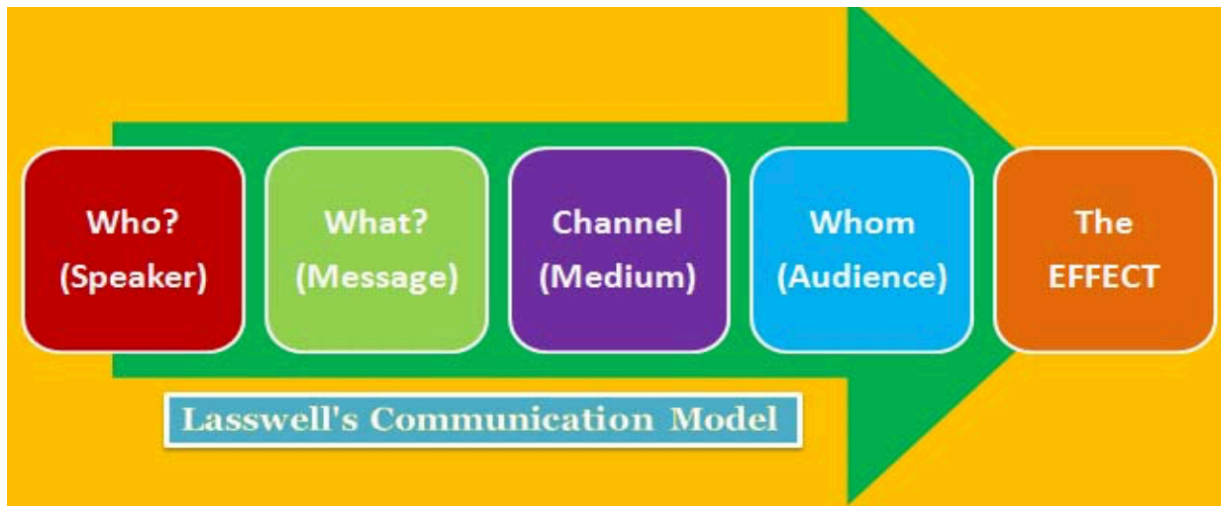 Who?
(Speaker)
What?
(Message)
Channel
(Medium)
Whom
(Audience)
The
EFFECT
Lasswell's Communication Model